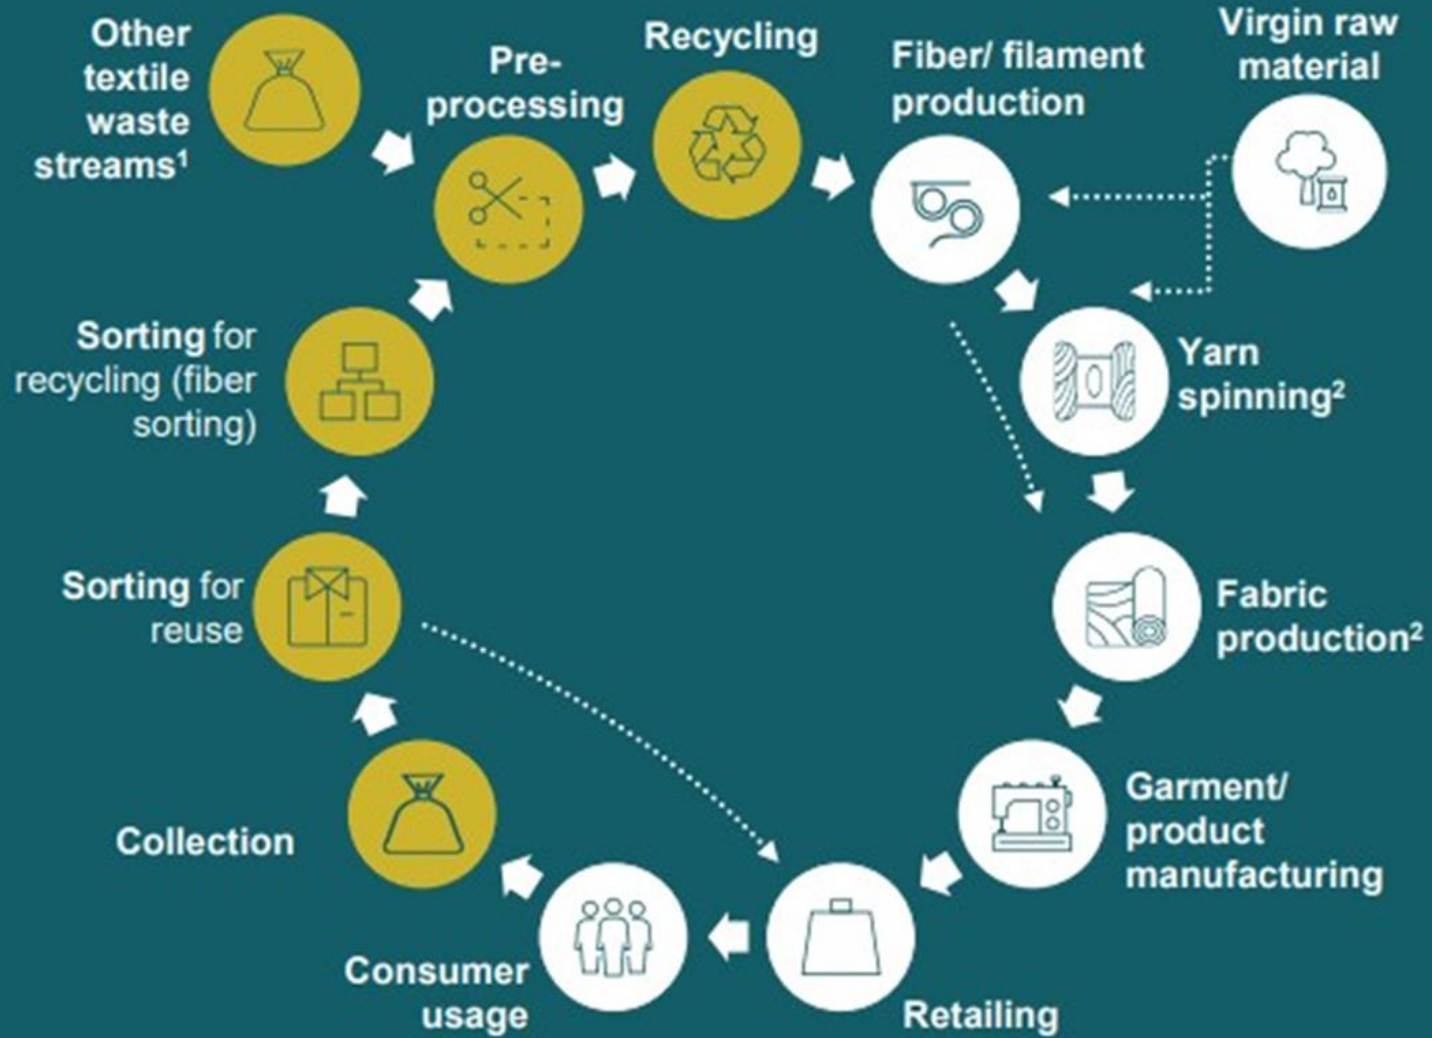 Other
textile
waste
streams¹
Pre-
processing
Recycling
Fiber/ filament
production
Virgin raw
material
Yarn
spinning²
Fabric
production²
Garment/
product
manufacturing
Retailing
Consumer
usage
Collection
Sorting for
reuse
Sorting for
recycling (fiber
sorting)